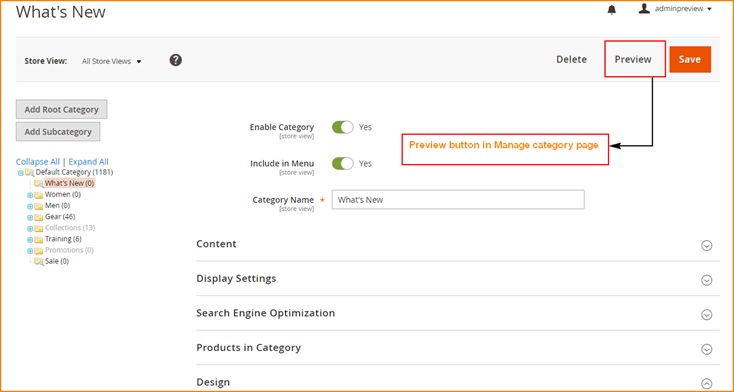 What's New
adminpreview
Store View: All Store Views ?
Delete Preview Save
Add Root Category
Add Subcategory
Collapse All | Expand All
Default Category (1181)
What's New (0)
Women (0)
Men (0)
Gear (46)
Collections (13)
Training (6)
Promotions (0)
Sale (0)
Enable Category Yes
[store view]
Preview button in Manage category page
Include in Menu Yes
[store view]
Category Name * What's New
[store view]
Content
Display Settings
Search Engine Optimization
Products in Category
Design